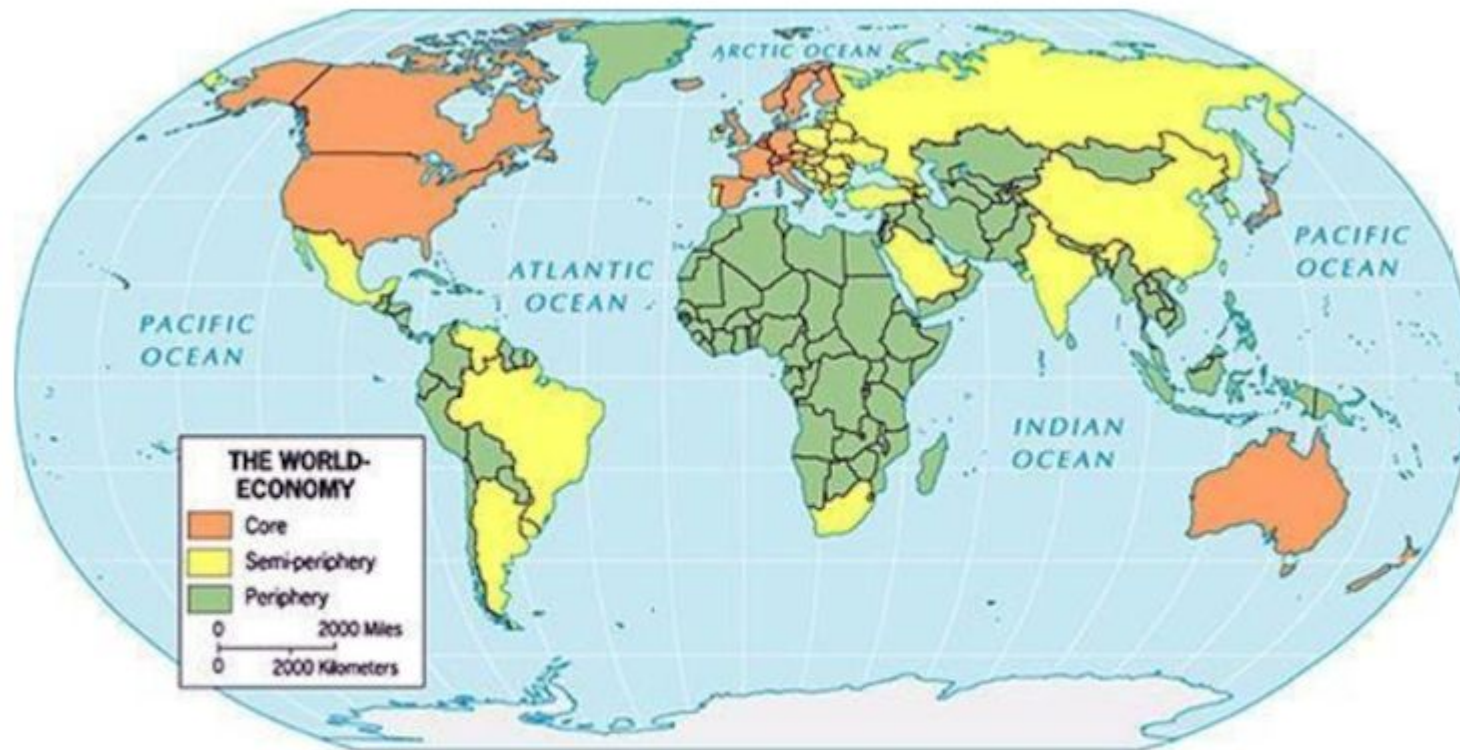 ARCTIC OCEAN
ATLANTIC
OCEAN
PACIFIC
OCEAN
PACIFIC
OCEAN
INDIAN
OCEAN
THE WORLD-
ECONOMY
Core
Semi-periphery
Periphery
0 2000 Miles
0 2000 Kilometers